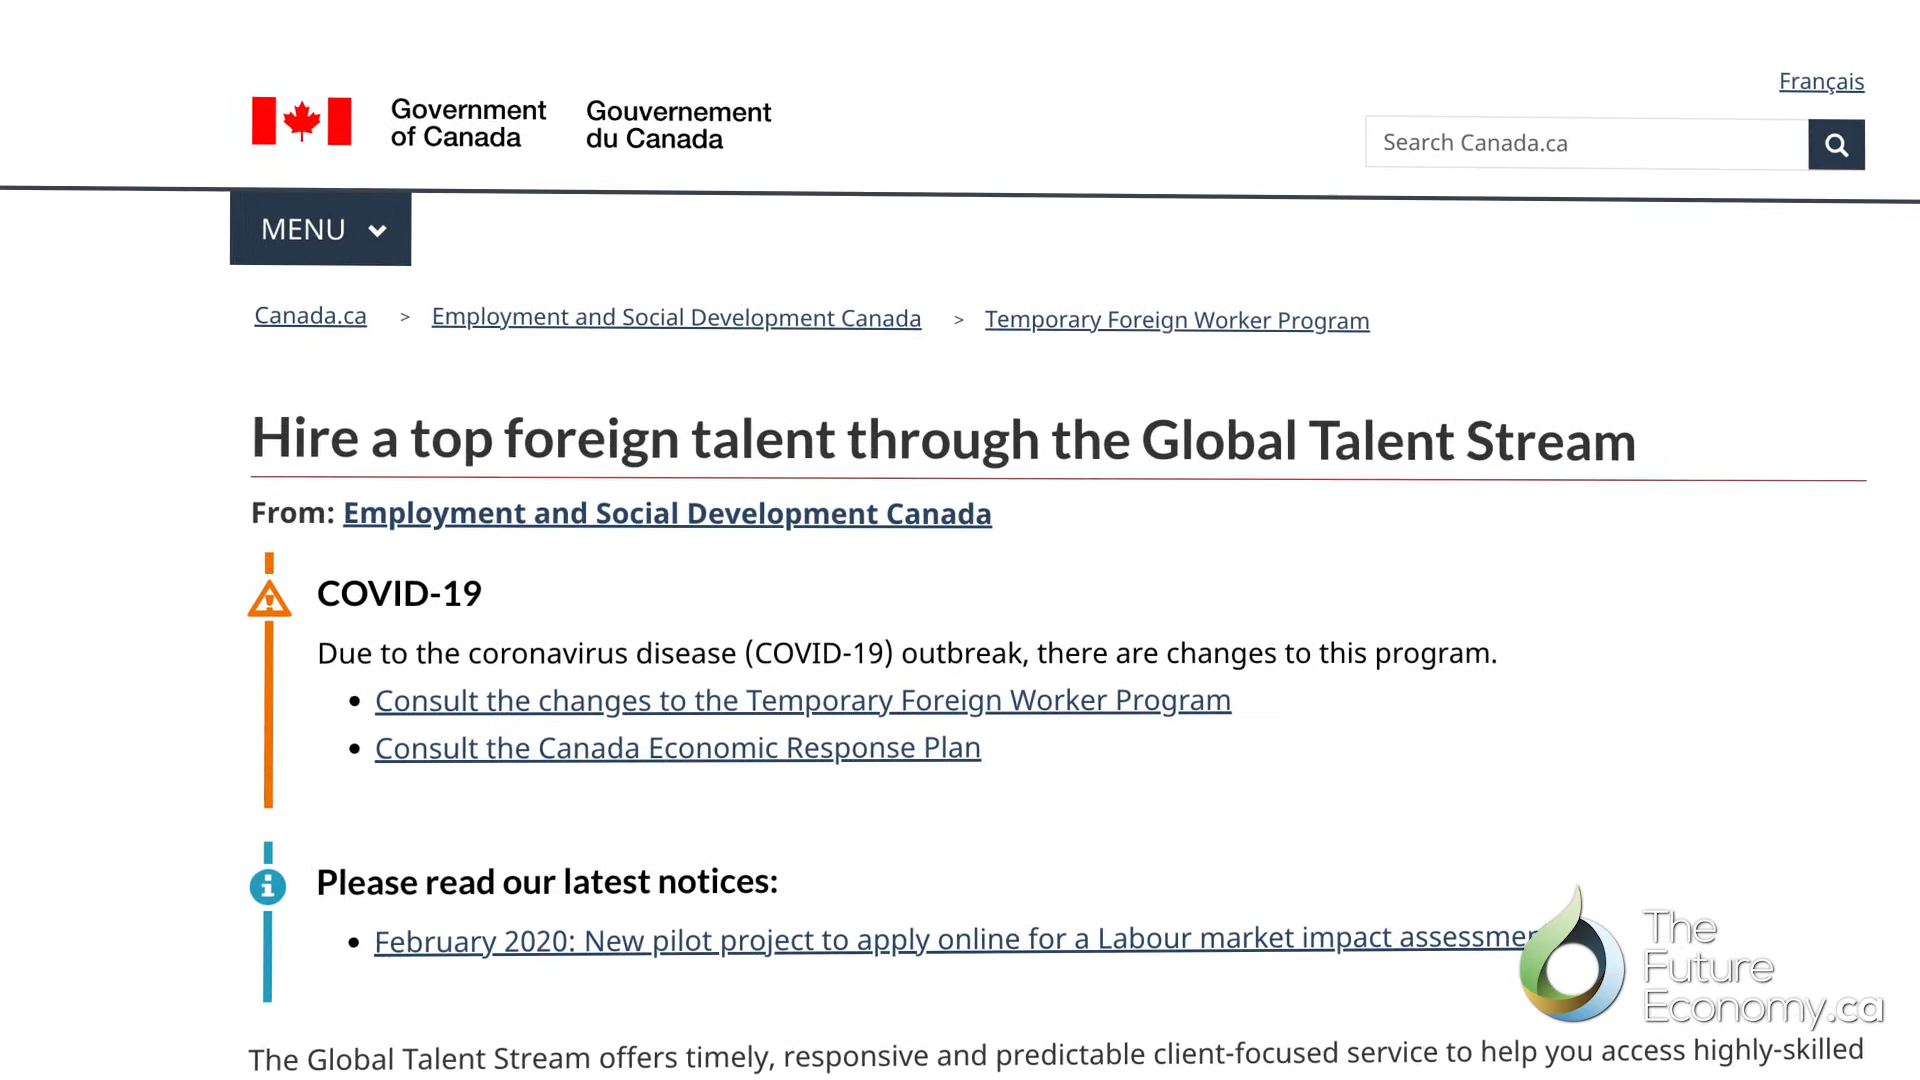 Français
Government of Canada
Gouvernement du Canada
Search Canada.ca
MENU
Canada.ca > Employment and Social Development Canada > Temporary Foreign Worker Program
Hire a top foreign talent through the Global Talent Stream
From: Employment and Social Development Canada
COVID-19
Due to the coronavirus disease (COVID-19) outbreak, there are changes to this program.
• Consult the changes to the Temporary Foreign Worker Program
• Consult the Canada Economic Response Plan
Please read our latest notices:
• February 2020: New pilot project to apply online for a Labour market impact
The Global Talent Stream offers timely, responsive and predictable client-focused service to help you access highly-skilled
The
Future
Economy.ca